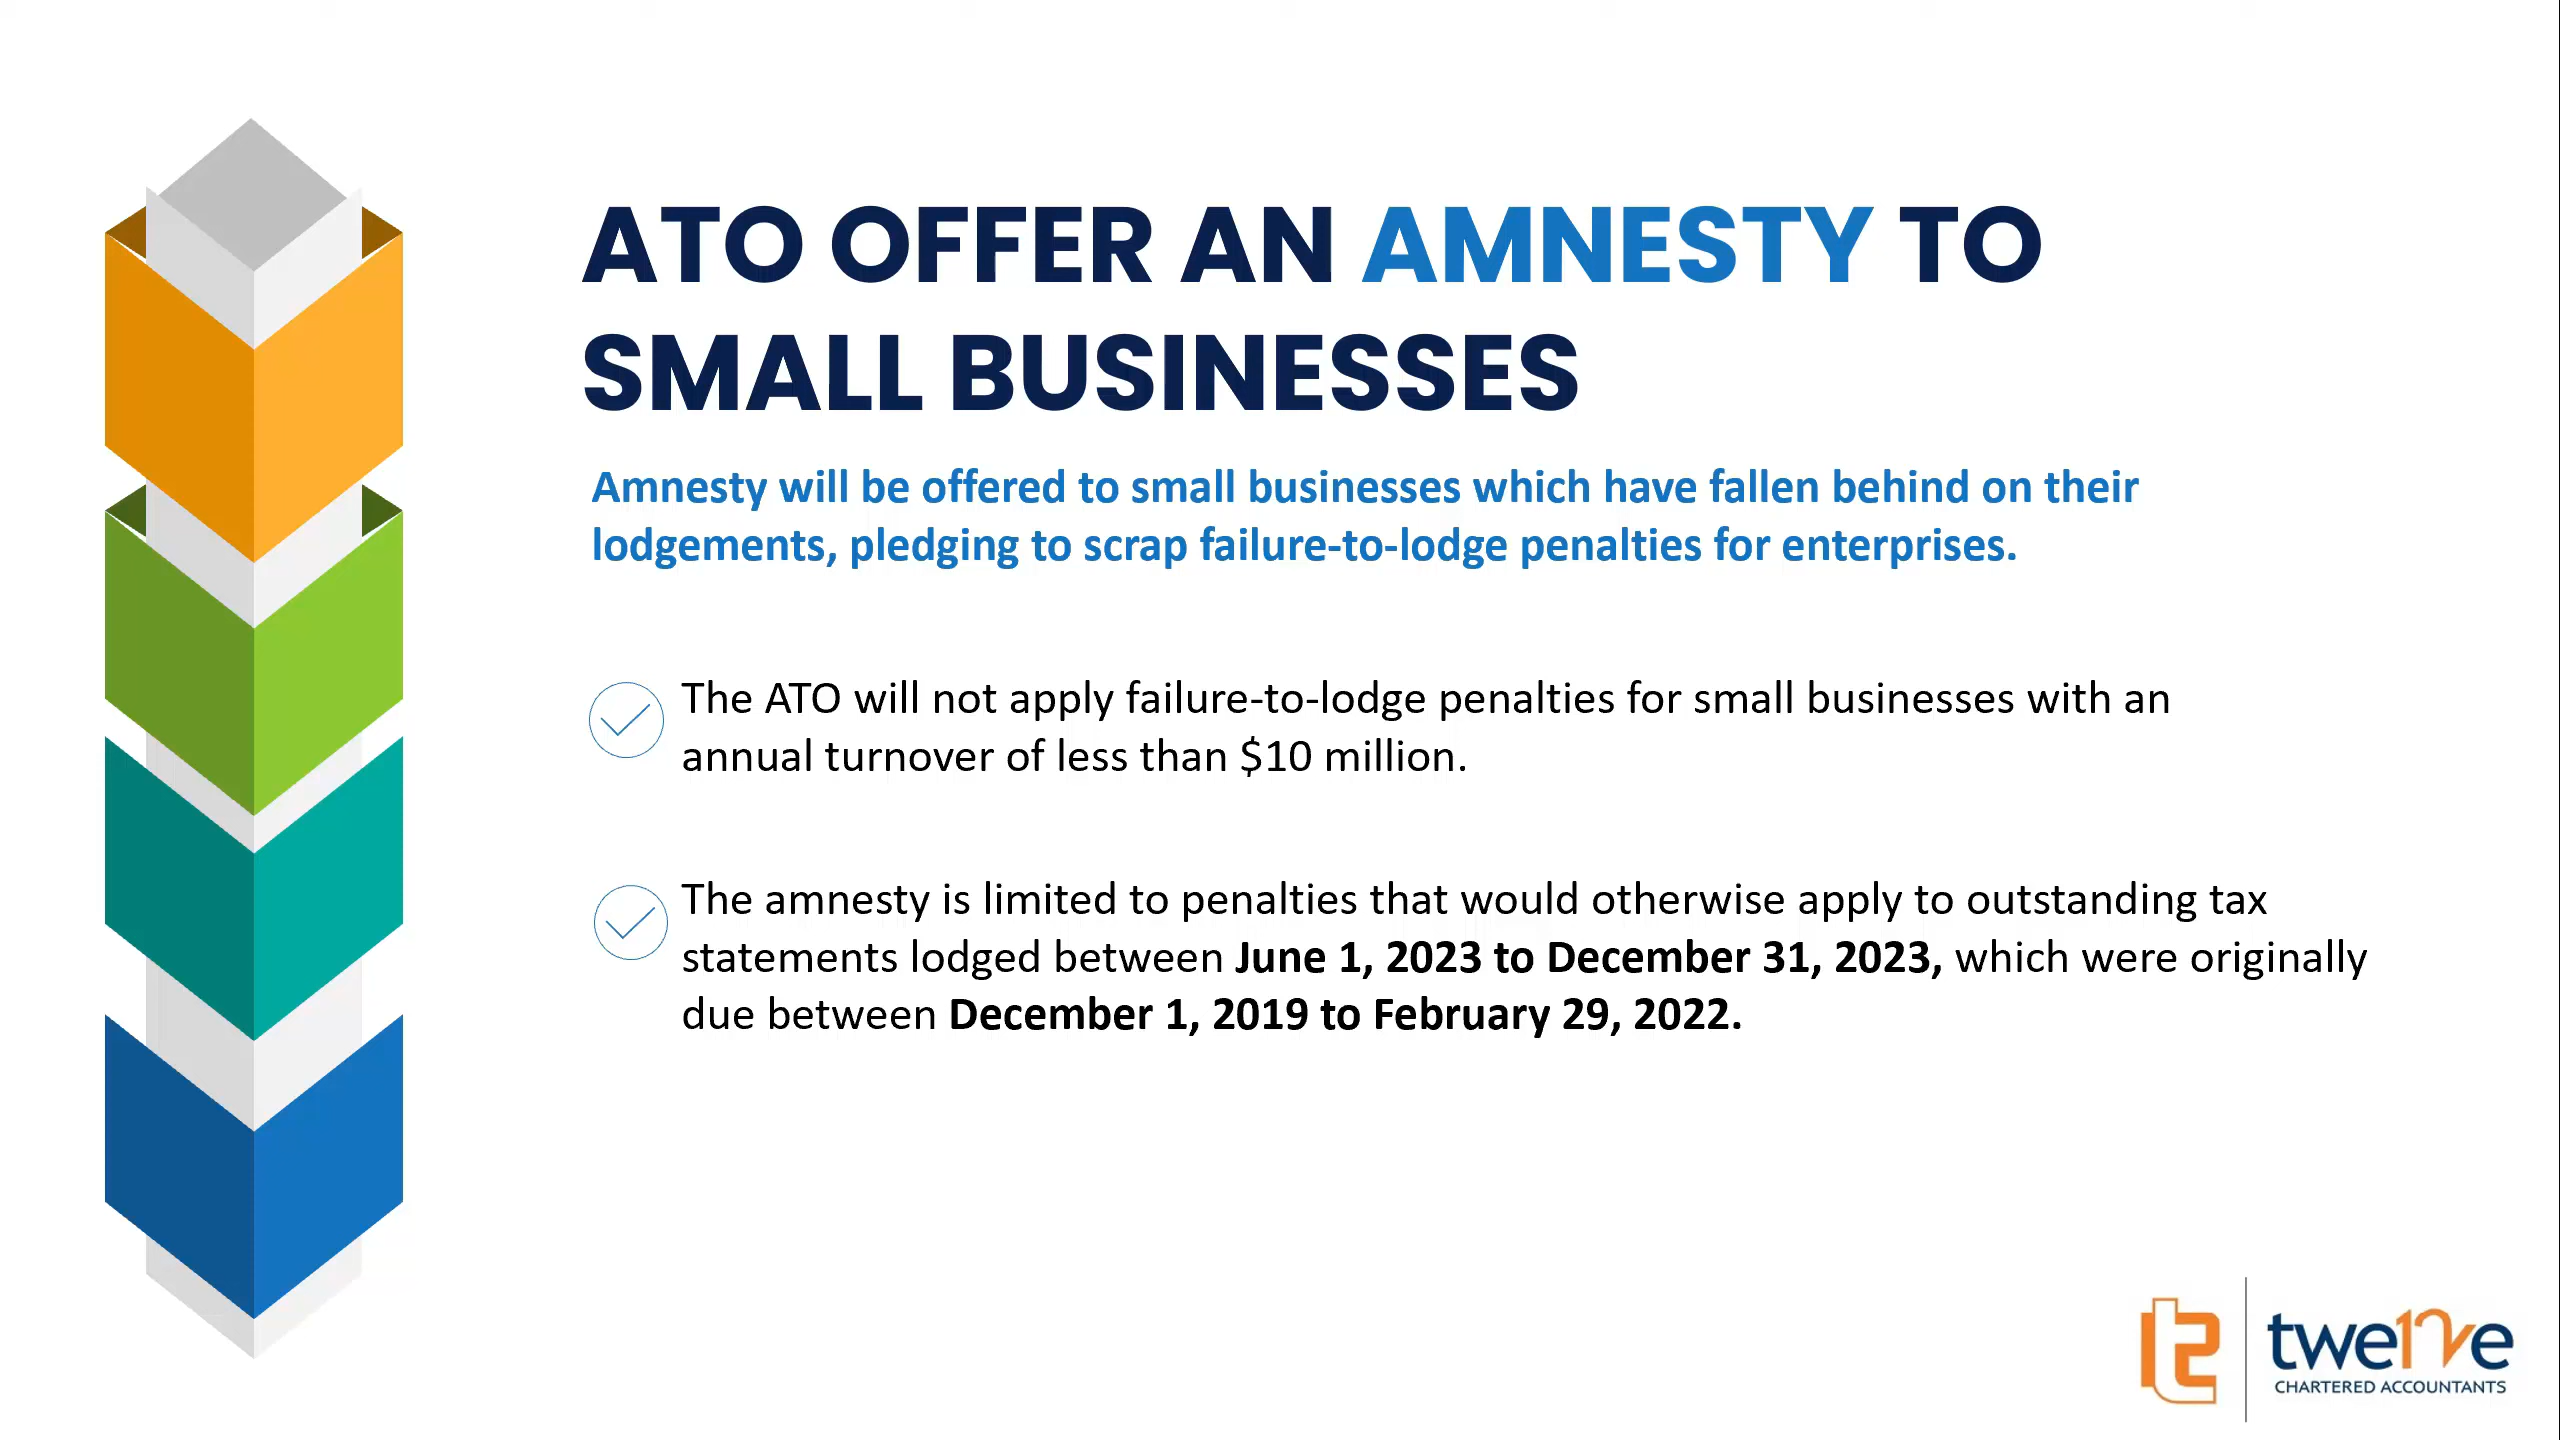 ATO OFFER AN AMNESTY TO
SMALL BUSINESSES
Amnesty will be offered to small businesses which have fallen behind on their
lodgements, pledging to scrap failure-to-lodge penalties for enterprises.
The ATO will not apply failure-to-lodge penalties for small businesses with an
annual turnover of less than $10 million.
The amnesty is limited to penalties that would otherwise apply to outstanding tax
statements lodged between June 1, 2023 to December 31, 2023, which were originally
due between December 1, 2019 to February 29, 2022.
twe12ve
CHARTERED ACCOUNTANTS